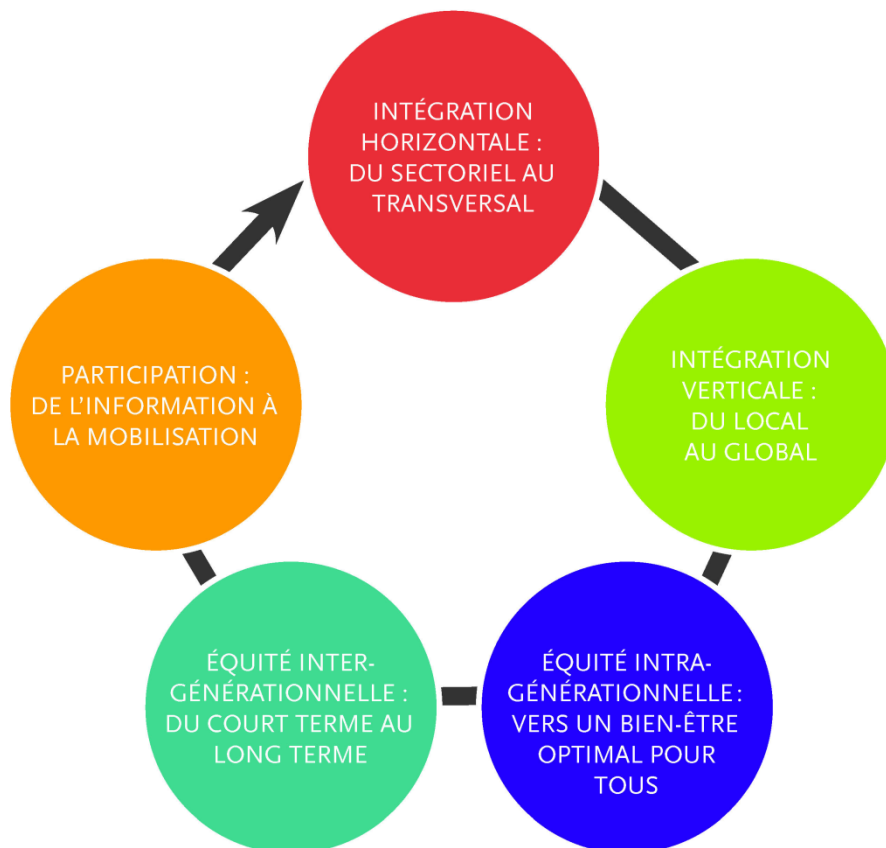 INTÉGRATION
HORIZONTALE :
DU SECTORIEL AU
TRANSVERSAL
INTÉGRATION
VERTICALE :
DU LOCAL
AU GLOBAL
ÉQUITÉ INTRA-
GÉNÉRATIONNELLE :
VERS UN BIEN-ÊTRE
OPTIMAL POUR
TOUS
ÉQUITÉ INTER-
GÉNÉRATIONNELLE :
DU COURT TERME AU
LONG TERME
PARTICIPATION :
DE L’INFORMATION À
LA MOBILISATION